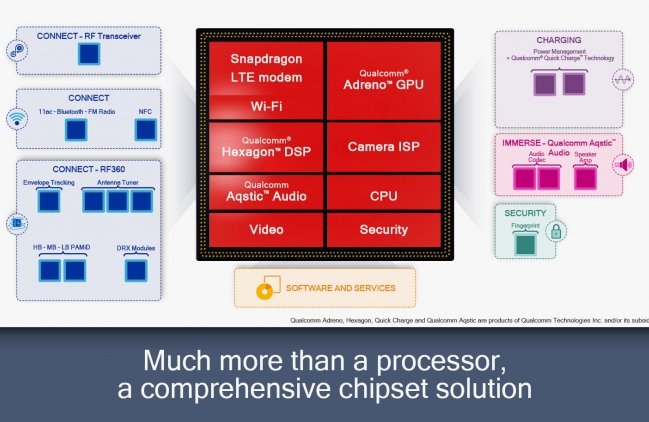 CONNECT - RF Transceiver
CONNECT
11ac - Bluetooth - FM Radio
NFC
CONNECT - RF360
Envelope Tracking
Antenna Tuner
HB - MB - LB PAMiD
DRX Modules
Snapdragon
LTE modem
Wi-Fi
Qualcomm®
Adreno™ GPU
Qualcomm®
Hexagon™ DSP
Camera ISP
Qualcomm
Aqstic™ Audio
CPU
Video
Security
SOFTWARE AND SERVICES
CHARGING
Power Management
+ Qualcomm® Quick Charge™ Technology
IMMERSE - Qualcomm Aqstic™
Audio
Audio
Codec
Speaker
Amp
SECURITY
Fingerprint
Qualcomm Adreno, Hexagon, Quick Charge and Qualcomm Aqstic are products of Qualcomm Technologies Inc. and/or its subsid
Much more than a processor,
a comprehensive chipset solution